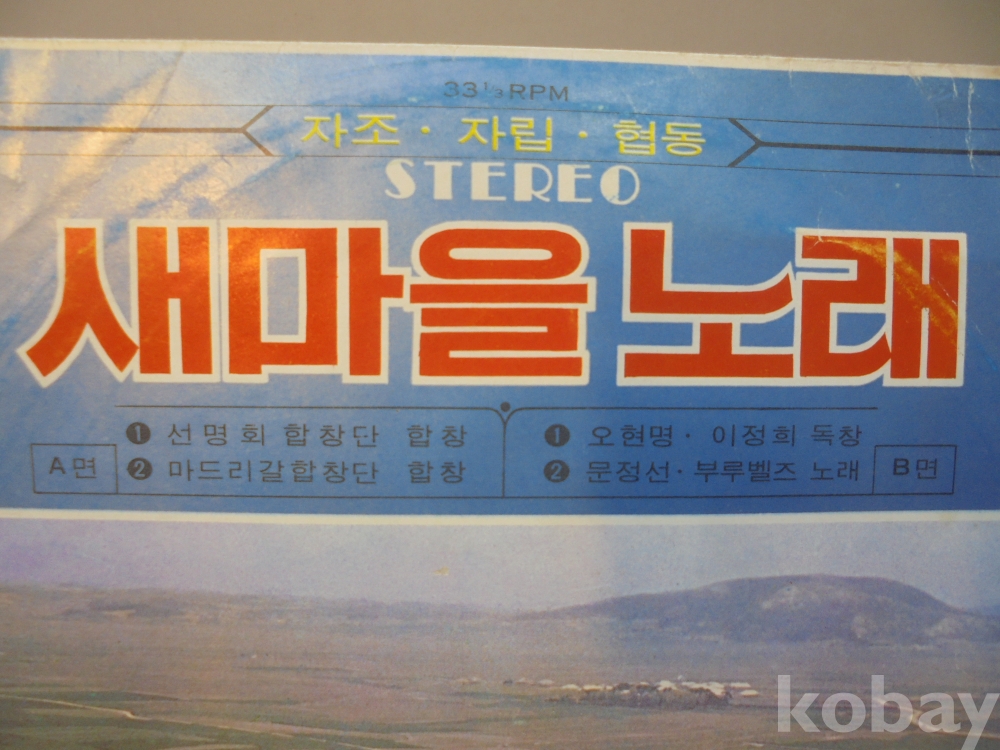 33⅓RPM
자조 · 자립 · 협동
STEREO
새마을 노래
A면
❶ 선명회 합창단 합창
❷ 마드리갈합창단 합창
❶ 오현명 · 이정희 독창
❷ 문정선 · 부루벨즈 노래
B면
kobay